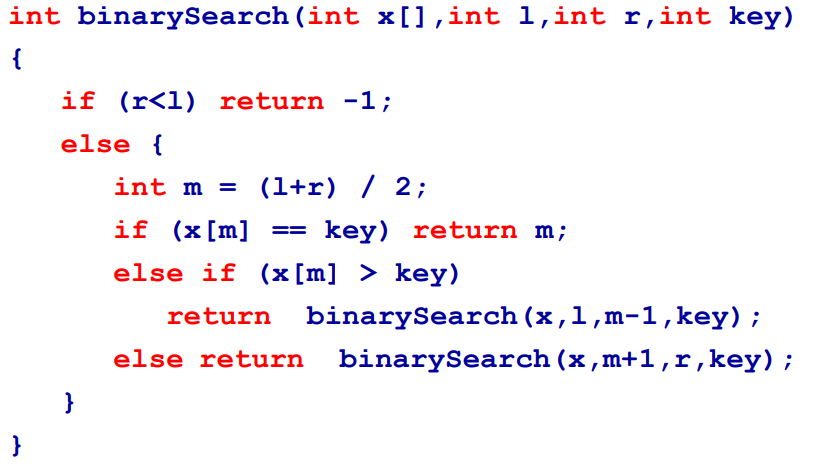 int binarySearch(int x[],int l,int r,int key)
{
if (r<l) return -1;
else {
int m = (l+r) / 2;
if (x[m] == key) return m;
else if (x[m] > key)
return binarySearch(x,l,m-1,key);
else return binarySearch(x,m+1,r,key);
}
}